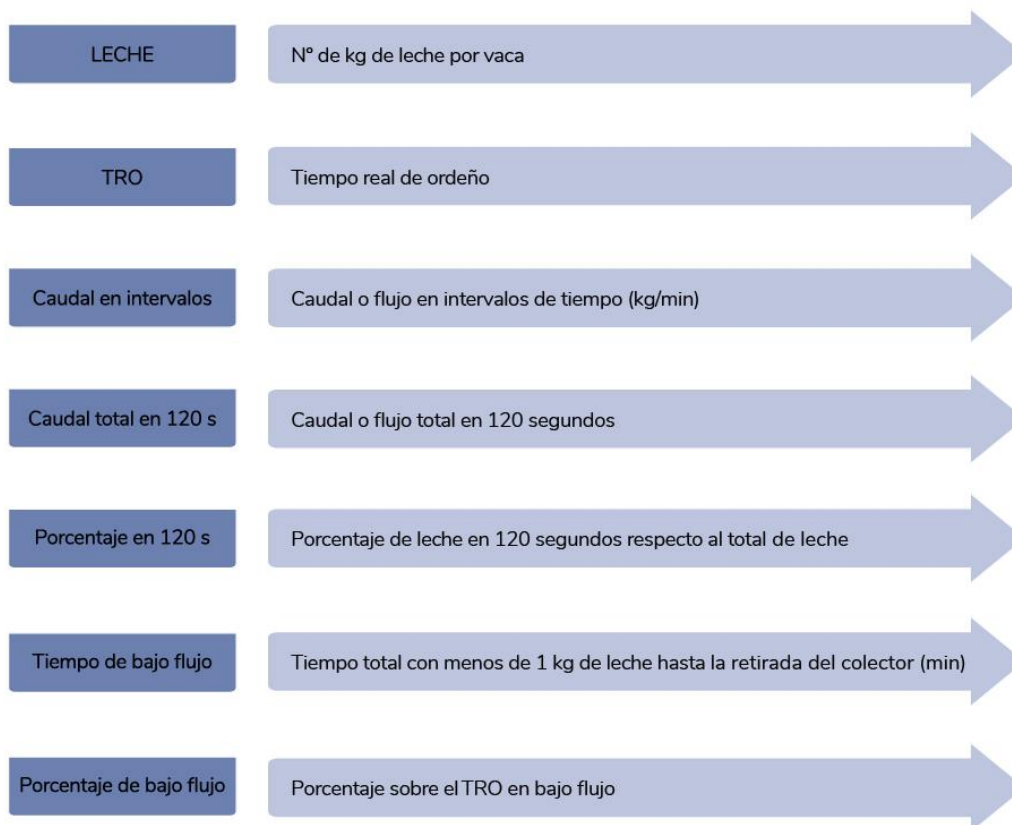 LECHE
Nº de kg de leche por vaca
TRO
Tiempo real de ordeño
Caudal en intervalos
Caudal o flujo en intervalos de tiempo (kg/min)
Caudal total en 120 s
Caudal o flujo total en 120 segundos
Porcentaje en 120 s
Porcentaje de leche en 120 segundos respecto al total de leche
Tiempo de bajo flujo
Tiempo total con menos de 1 kg de leche hasta la retirada del colector (min)
Porcentaje de bajo flujo
Porcentaje sobre el TRO en bajo flujo